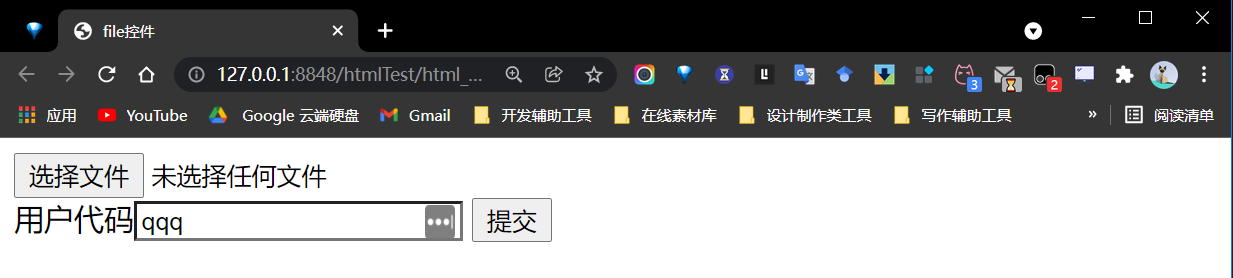 file控件
127.0.0.1:8848/htmlTest/html_...
3
2
应用 YouTube Google 云端硬盘 Gmail 开发辅助工具 在线素材库 设计制作类工具 写作辅助工具 » 阅读清单
选择文件 未选择任何文件
用户代码 qqq 提交